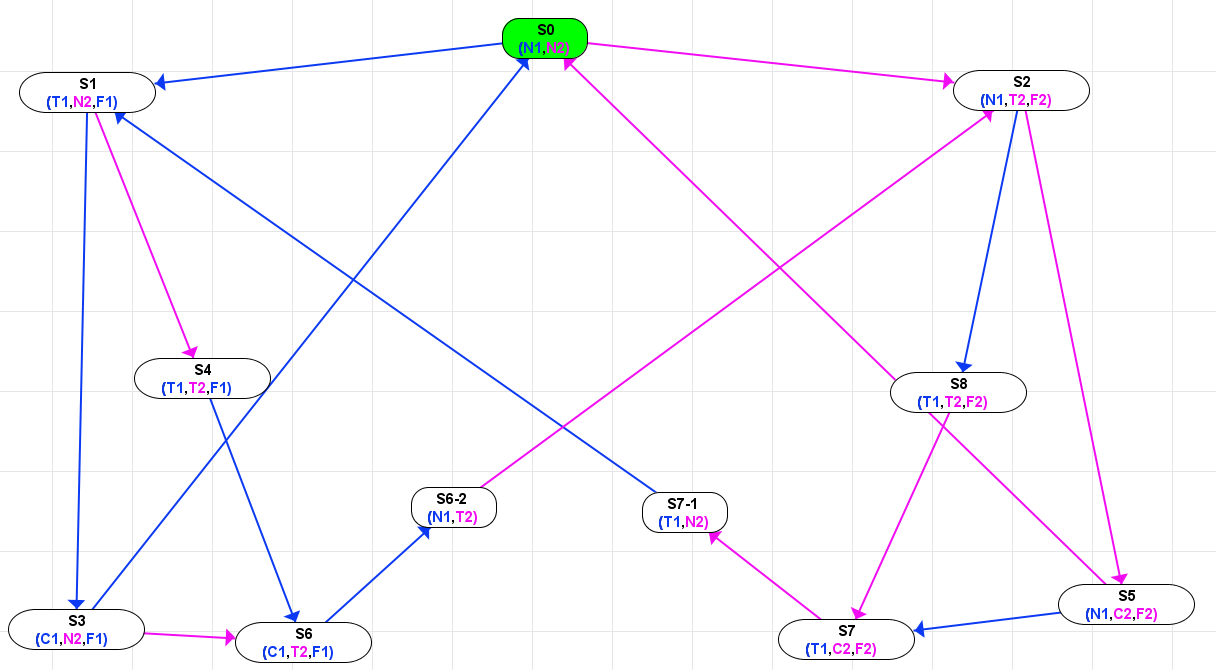 S0
(N1,N2)
S1
(T1,N2,F1)
S2
(N1,T2,F2)
S4
(T1,T2,F1)
S8
(T1,T2,F2)
S6-2
(N1,T2)
S7-1
(T1,N2)
S5
(N1,C2,F2)
S3
(C1,N2,F1)
S6
(C1,T2,F1)
S7
(T1,C2,F2)